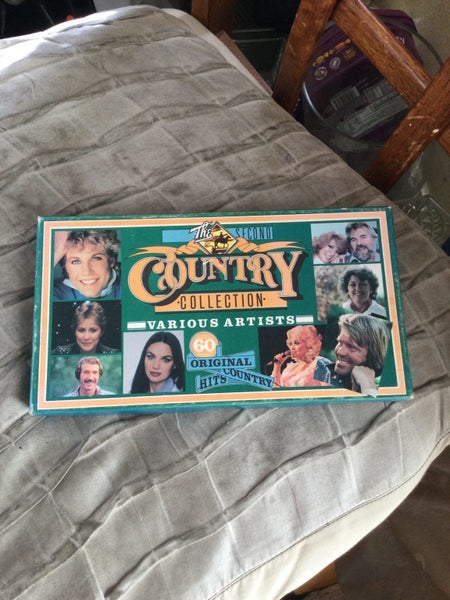 The SECOND
COUNTRY
COLLECTION
VARIOUS ARTISTS
60
ORIGINAL
COUNTRY
HITS